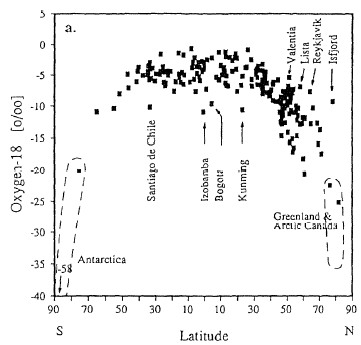 a.
Oxygen-18 [o/oo]
5
0
-5
-10
-15
-20
-25
-30
-35
-40
Valentia
Lista
Reykjavik
Isfjord
Santiago de Chile
Izobamba
Bogota
Kunming
Greenland &
Arctic Canada
-58
Antarctica
90 70 50 30 10 10 30 50 70 90
S Latitude N